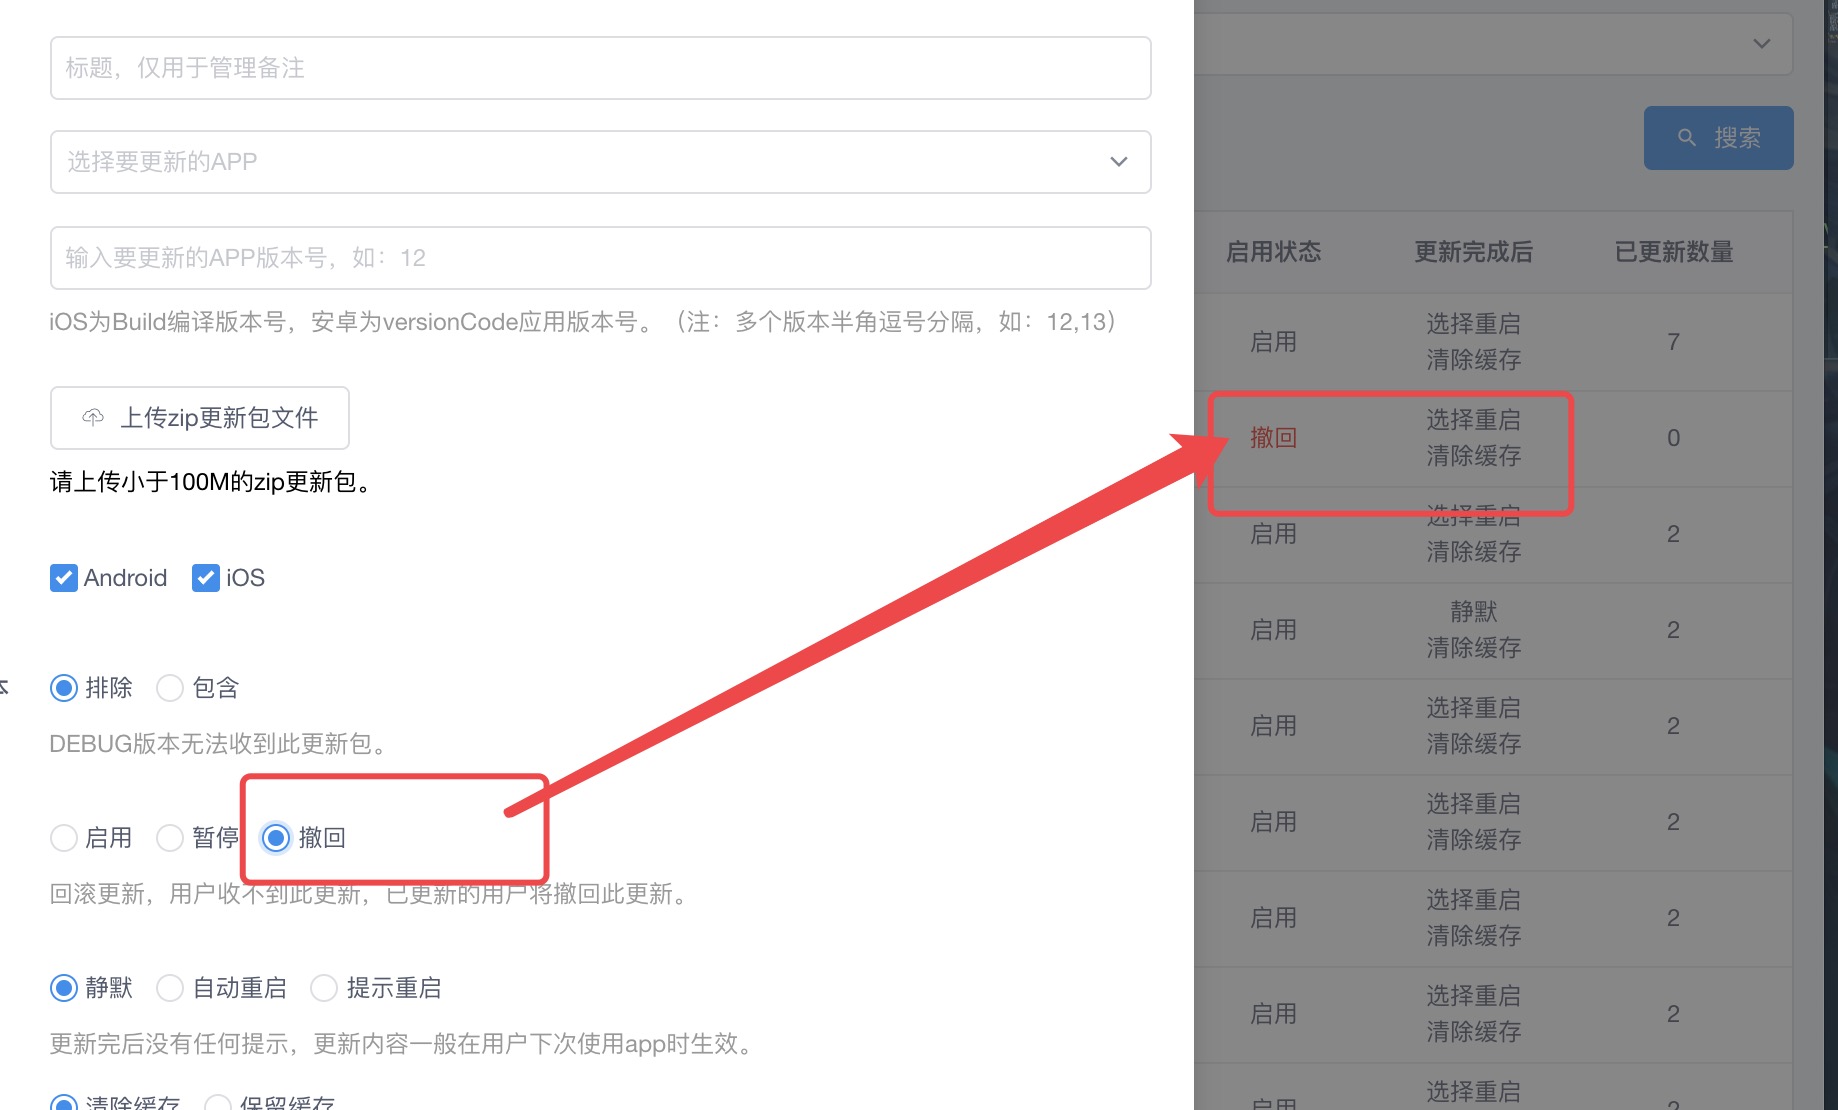 标题，仅用于管理备注
选择要更新的APP
输入要更新的APP版本号，如：12
iOS为Build编译版本号，安卓为versionCode应用版本号。（注：多个版本半角逗号分隔，如：12,13）
上传zip更新包文件
请上传小于100M的zip更新包。
Android iOS
排除 包含
DEBUG版本无法收到此更新包。
启用 暂停 撤回
回滚更新，用户收不到此更新，已更新的用户将撤回此更新。
静默 自动重启 提示重启
更新完后没有任何提示，更新内容一般在用户下次使用app时生效。
清除缓存 保留缓存
搜索
启用状态 更新完成后 已更新数量
启用 选择重启 7
清除缓存
撤回 选择重启 0
清除缓存
启用 选择重启 2
清除缓存
启用 静默 2
清除缓存
启用 选择重启 2
清除缓存
启用 选择重启 2
清除缓存
启用 选择重启 2
清除缓存
启用 选择重启 2
清除缓存
启用 选择重启 2